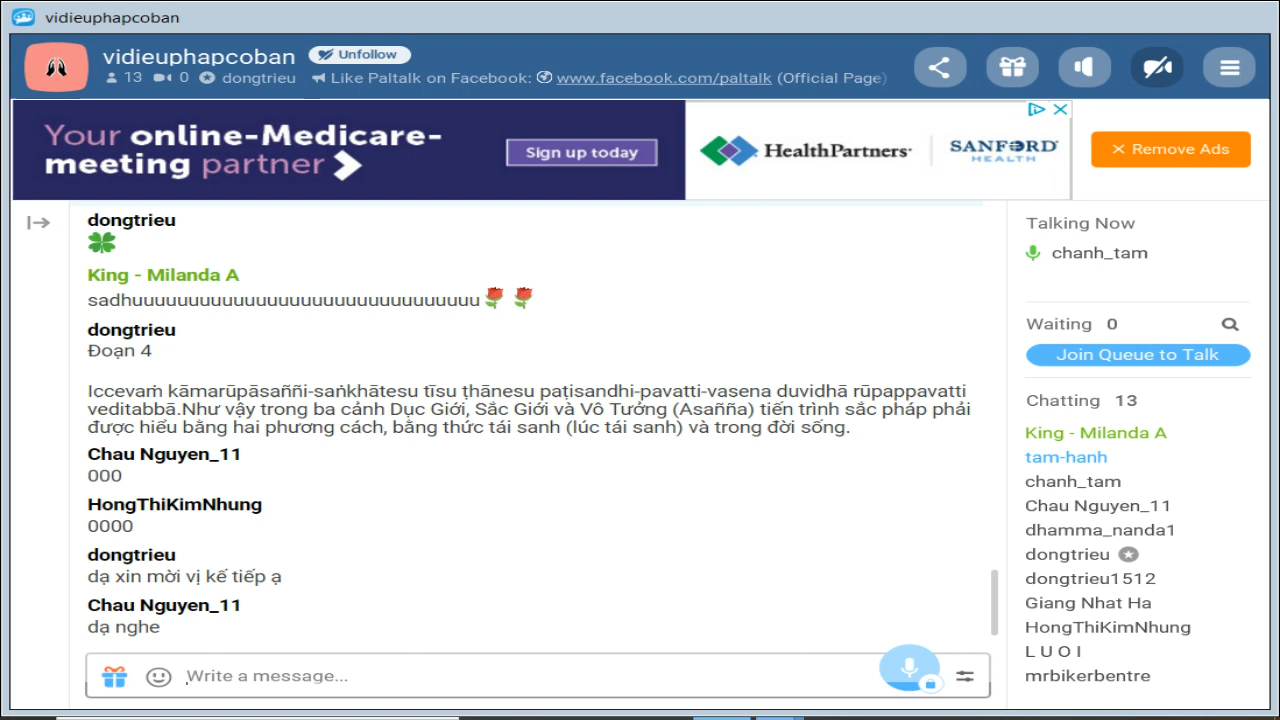 vidieuphapcoban
vidieuphapcoban Unfollow
13 0 dongtrieu Like Paltalk on Facebook: www.facebook.com/paltalk (Official Page)
Your online-Medicare-
meeting partner
Sign up today
HealthPartners
SANFORD
HEALTH
Remove Ads
dongtrieu
King - Milanda A
sadhuuuuuuuuuuuuuuuuuuuuuuuuuuuuuuu
dongtrieu
Đoạn 4
Iccevaṁ kāmarūpāsaññi-saṅkhātesu tīsu ṭhānesu paṭisandhi-pavatti-vasena duvidhā rūpappavatti
veditabbā.Như vậy trong ba cảnh Dục Giới, Sắc Giới và Vô Tưởng (Asañña) tiến trình sắc pháp phải
được hiểu bằng hai phương cách, bằng thức tái sanh (lúc tái sanh) và trong đời sống.
Chau Nguyen_11
000
HongThiKimNhung
0000
dongtrieu
dạ xin mời vị kế tiếp ạ
Chau Nguyen_11
dạ nghe
Write a message...
Talking Now
chanh_tam
Waiting 0
Join Queue to Talk
Chatting 13
King - Milanda A
tam-hanh
chanh_tam
Chau Nguyen_11
dhamma_nanda1
dongtrieu
dongtrieu1512
Giang Nhat Ha
HongThiKimNhung
L U O I
mrbikerbentre